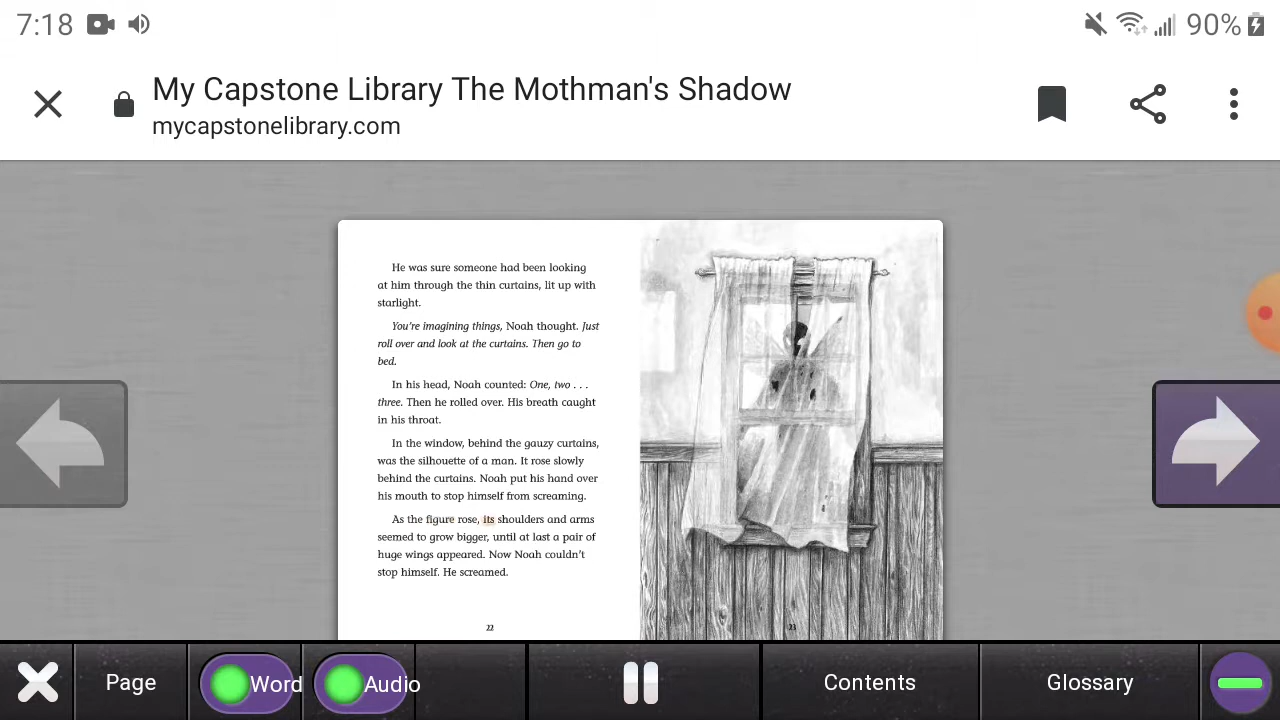 7:18
90%
My Capstone Library The Mothman's Shadow
mycapstonelibrary.com
He was sure someone had been looking
at him through the thin curtains, lit up with
starlight.
You're imagining things, Noah thought. Just
roll over and look at the curtains. Then go to
bed.
In his head, Noah counted: One, two . . .
three. Then he rolled over. His breath caught
in his throat.
In the window, behind the gauzy curtains,
was the silhouette of a man. It rose slowly
behind the curtains. Noah put his hand over
his mouth to stop himself from screaming.
As the figure rose, its shoulders and arms
seemed to grow bigger, until at last a pair of
huge wings appeared. Now Noah couldn't
stop himself. He screamed.
22
23
Page
Word
Audio
Contents
Glossary